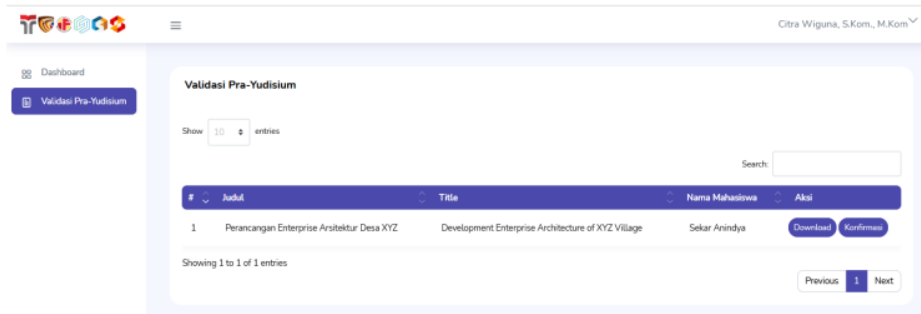 Citra Wiguna, S.Kom., M.Kom
Dashboard
Validasi Pra-Yudisium
Validasi Pra-Yudisium
Show 10 entries
Search:
# Judul Title Nama Mahasiswa Aksi
1 Perancangan Enterprise Arsitektur Desa XYZ Development Enterprise Architecture of XYZ Village Sekar Anindya Download Konfirmasi
Showing 1 to 1 of 1 entries
Previous 1 Next